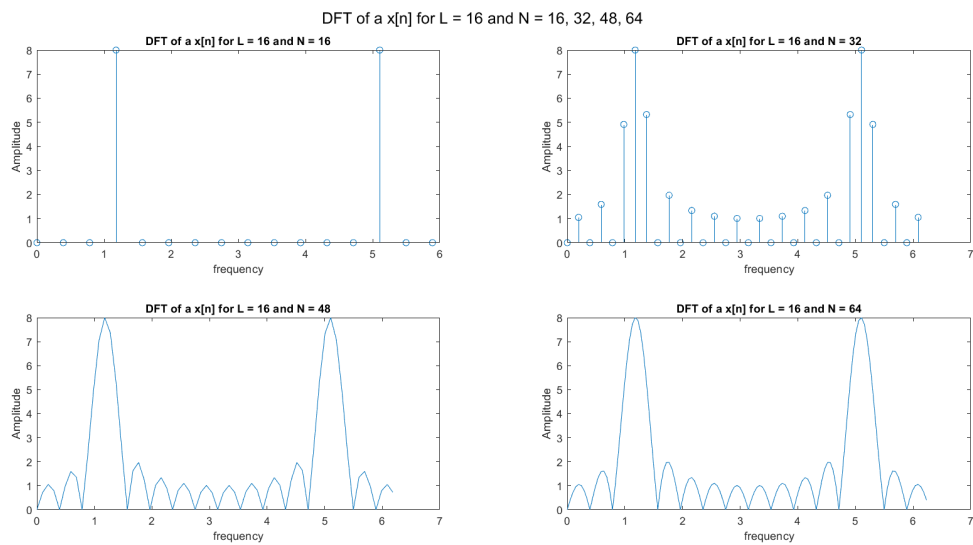 DFT of a x[n] for L = 16 and N = 16, 32, 48, 64
DFT of a x[n] for L = 16 and N = 16
8
7
6
5
4
3
2
1
0
Amplitude
0 1 2 3 4 5 6
frequency
DFT of a x[n] for L = 16 and N = 32
8
7
6
5
4
3
2
1
0
Amplitude
0 1 2 3 4 5 6 7
frequency
DFT of a x[n] for L = 16 and N = 48
8
7
6
5
4
3
2
1
0
Amplitude
0 1 2 3 4 5 6 7
frequency
DFT of a x[n] for L = 16 and N = 64
8
7
6
5
4
3
2
1
0
Amplitude
0 1 2 3 4 5 6 7
frequency